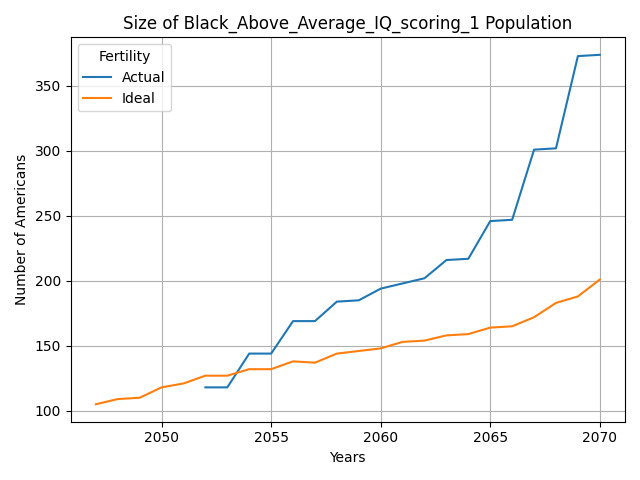 Size of Black_Above_Average_IQ_scoring_1 Population
Fertility
Actual
Ideal
Number of Americans
350
300
250
200
150
100
2050
2055
2060
2065
2070
Years